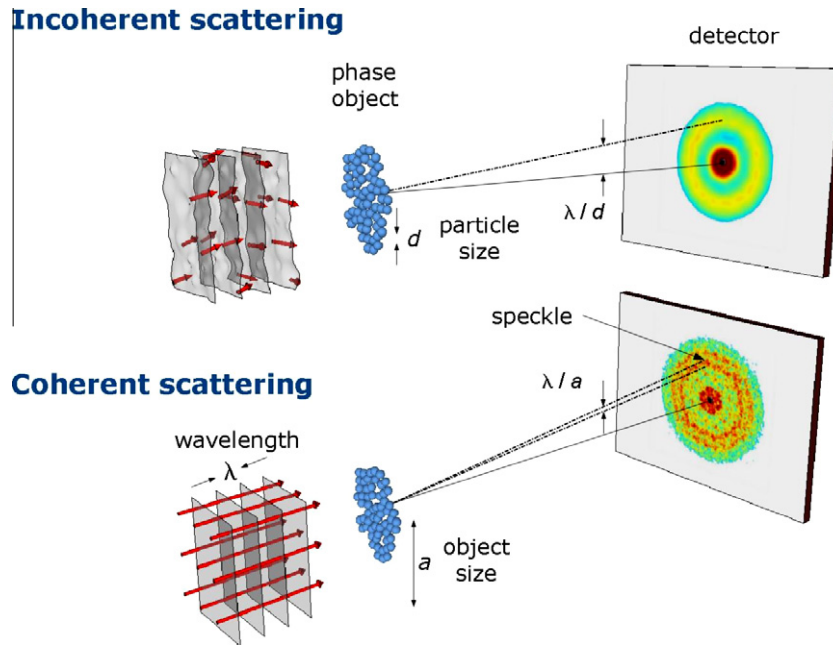 Incoherent scattering
detector
phase
object
λ / d
d
particle
size
speckle
Coherent scattering
λ / a
wavelength
λ
a
object
size